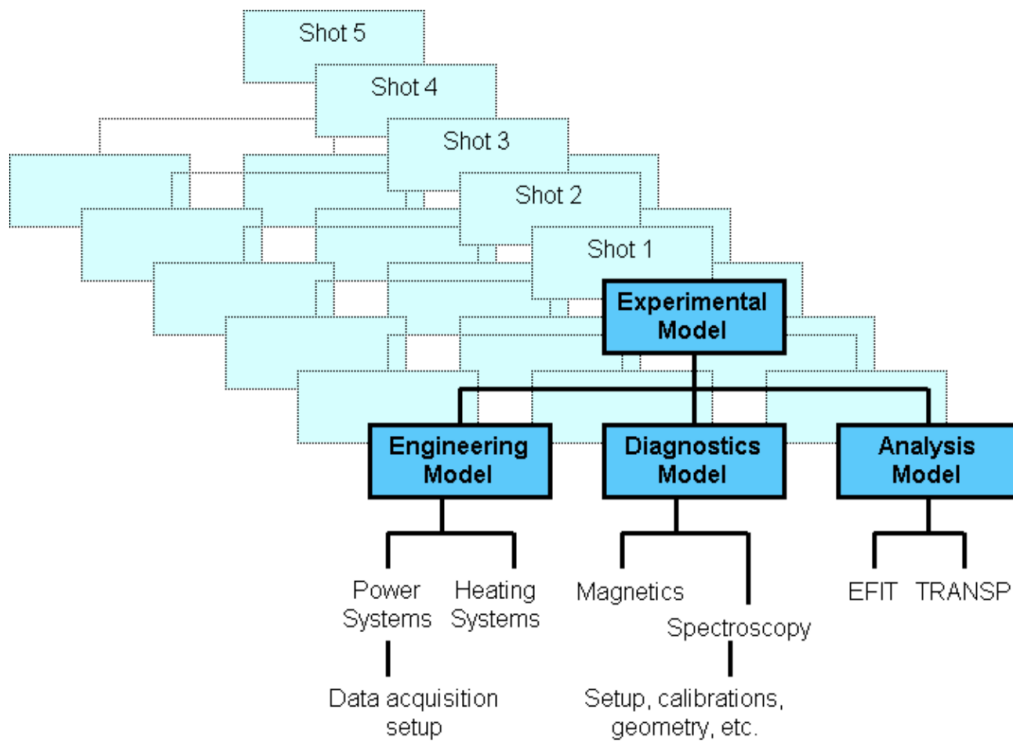 Shot 5
Shot 4
Shot 3
Shot 2
Shot 1
Experimental
Model
Engineering
Model
Diagnostics
Model
Analysis
Model
Power
Systems
Heating
Systems
Magnetics
Spectroscopy
EFIT
TRANSP
Data acquisition
setup
Setup, calibrations,
geometry, etc.